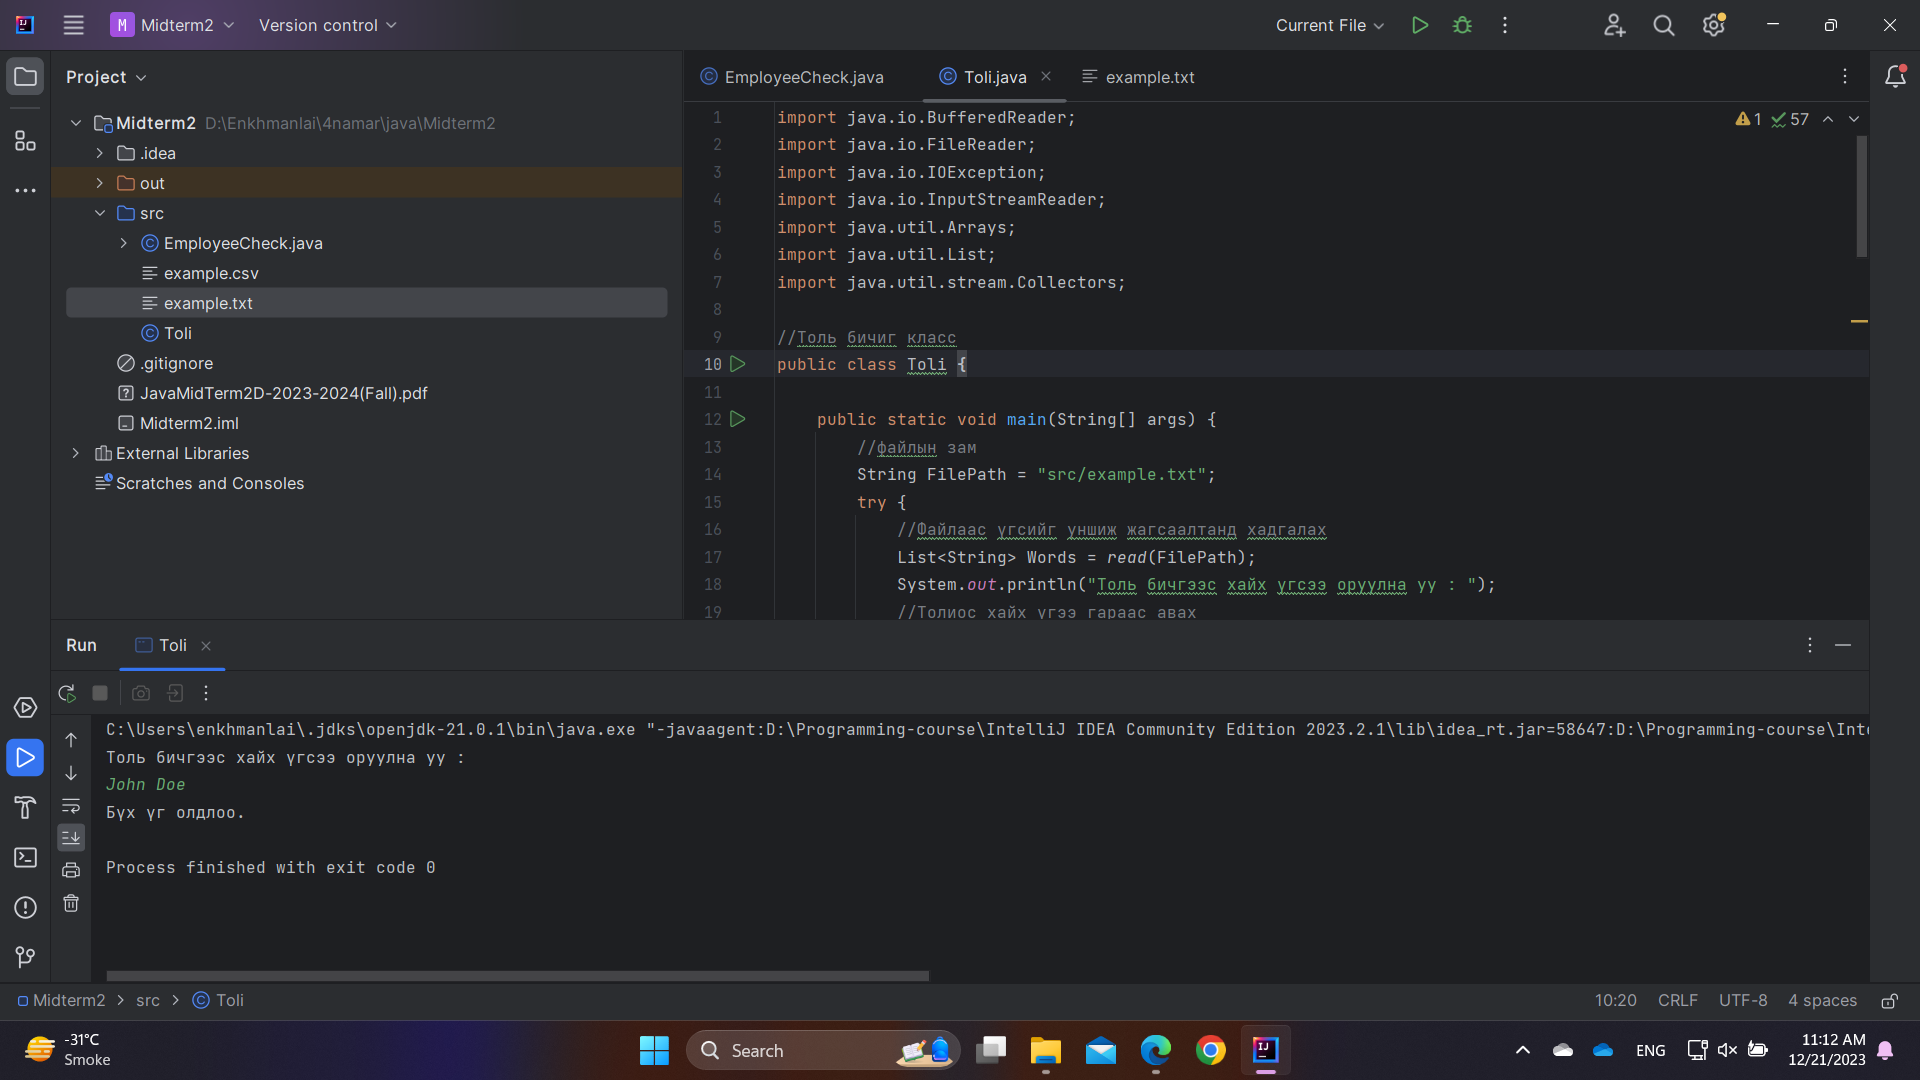 M Midterm2 Version control Current File
Project
EmployeeCheck.java Toli.java example.txt
Midterm2 D:\Enkhmanlai\4namar\java\Midterm2
.idea
out
src
EmployeeCheck.java
example.csv
example.txt
Toli
.gitignore
JavaMidTerm2D-2023-2024(Fall).pdf
Midterm2.iml
External Libraries
Scratches and Consoles
1 57
1 import java.io.BufferedReader;
2 import java.io.FileReader;
3 import java.io.IOException;
4 import java.io.InputStreamReader;
5 import java.util.Arrays;
6 import java.util.List;
7 import java.util.stream.Collectors;
8
9 //Толь бичиг класс
10 public class Toli {
11
12 public static void main(String[] args) {
13 //файлын зам
14 String FilePath = "src/example.txt";
15 try {
16 //Файлаас үгсийг уншиж жагсаалтанд хадгалах
17 List<String> Words = read(FilePath);
18 System.out.println("Толь бичгээс хайх үгсээ оруулна уу : ");
19 //Толиос хайх үгээ гараас авах
Run Toli
C:\Users\enkhmanlai\.jdks\openjdk-21.0.1\bin\java.exe "-javaagent:D:\Programming-course\IntelliJ IDEA Community Edition 2023.2.1\lib\idea_rt.jar=58647:D:\Programming-course\Inte
Толь бичгээс хайх үгсээ оруулна уу :
John Doe
Бүх үг олдлоо.
Process finished with exit code 0
Midterm2 > src > Toli 10:20 CRLF UTF-8 4 spaces
-31°C
Smoke
Search
ENG
11:12 AM
12/21/2023